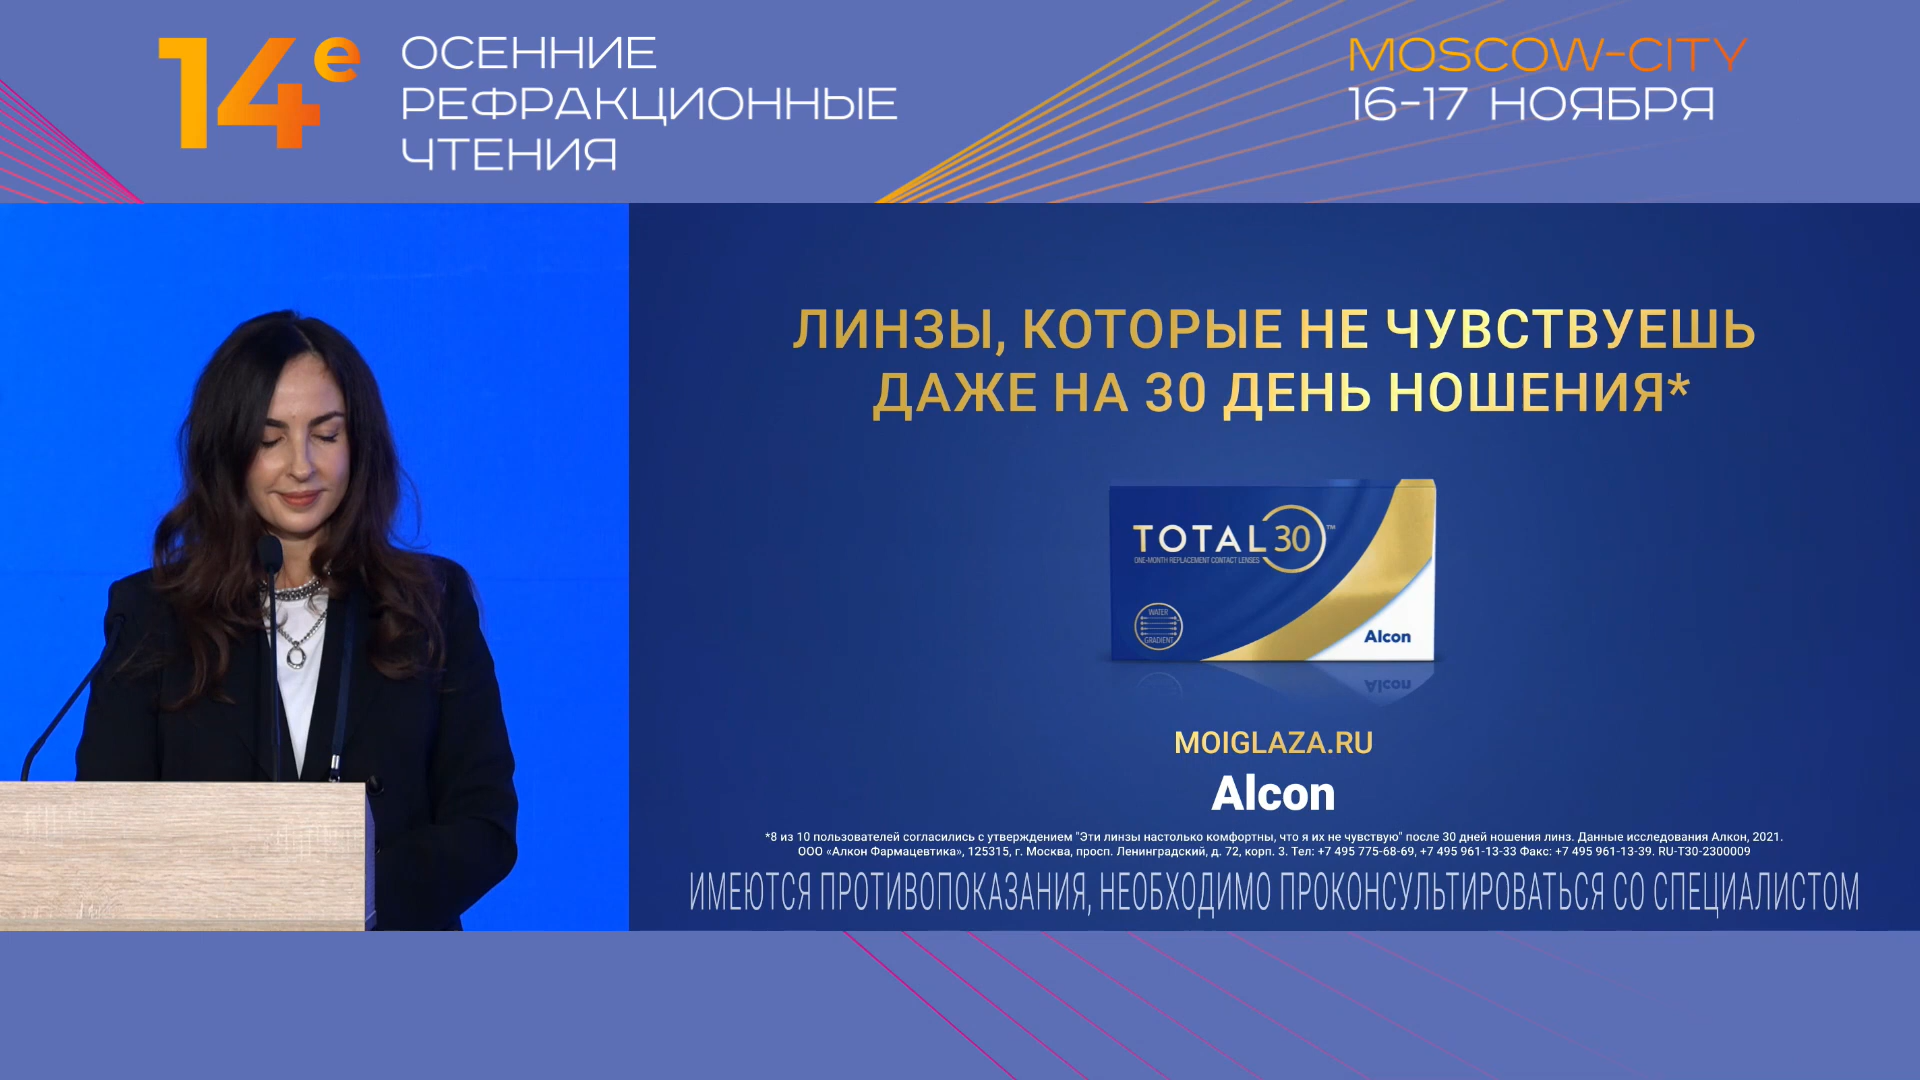 14е
ОСЕННИЕ
РЕФРАКЦИОННЫЕ
ЧТЕНИЯ
MOSCOW-CITY
16-17 НОЯБРЯ
ЛИНЗЫ, КОТОРЫЕ НЕ ЧУВСТВУЕШЬ
ДАЖЕ НА 30 ДЕНЬ НОШЕНИЯ*
TOTAL 30™
ONE-MONTH REPLACEMENT CONTACT LENSES
WATER
GRADIENT
Alcon
MOIGLAZA.RU
Alcon
*8 из 10 пользователей согласились с утверждением "Эти линзы настолько комфортны, что я их не чувствую" после 30 дней ношения линз. Данные исследования Алкон, 2021.
ООО «Алкон Фармацевтика», 125315, г. Москва, просп. Ленинградский, д. 72, корп. 3. Тел: +7 495 775-68-69, +7 495 961-13-33 Факс: +7 495 961-13-39. RU-T30-2300009
ИМЕЮТСЯ ПРОТИВОПОКАЗАНИЯ, НЕОБХОДИМО ПРОКОНСУЛЬТИРОВАТЬСЯ СО СПЕЦИАЛИСТОМ